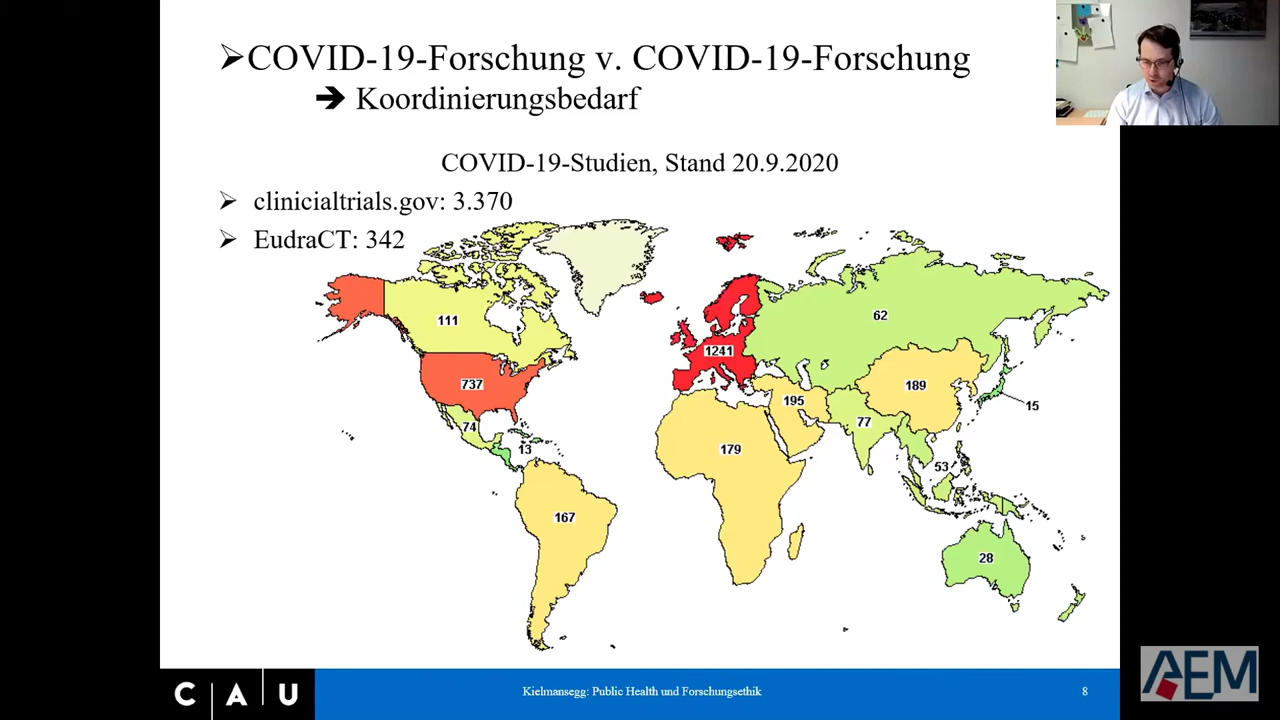 ➢COVID-19-Forschung v. COVID-19-Forschung
➔ Koordinierungsbedarf
COVID-19-Studien, Stand 20.9.2020
➢ clinicialtrials.gov: 3.370
➢ EudraCT: 342
111
62
1241
737
189
195
15
74
77
13
179
53
167
28
CAU
Kielmansegg: Public Health und Forschungsethik
8
AEM